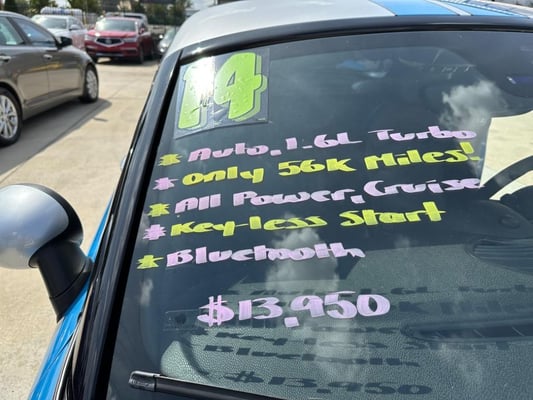 14
* Auto, 1.6L Turbo
* Only 56K Miles!
* All Power, Cruise
* Key-less Start
* Bluetooth
$13,950